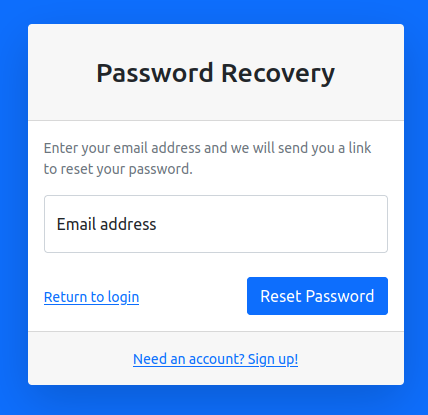 Password Recovery
Enter your email address and we will send you a link
to reset your password.
Email address
Return to login
Reset Password
Need an account? Sign up!